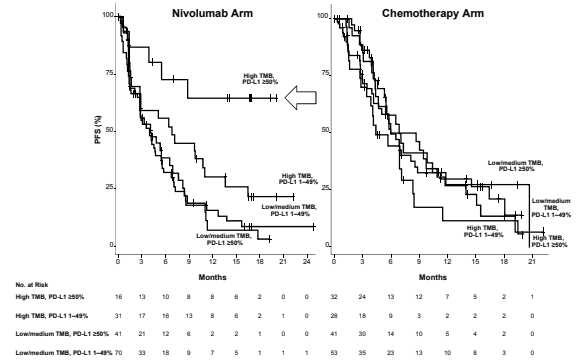 Nivolumab Arm
100
75
50
25
0
PFS (%)
High TMB,
PD-L1 ≥50%
High TMB,
PD-L1 1–49%
Low/medium TMB,
PD-L1 1–49%
Low/medium TMB,
PD-L1 ≥50%
0 3 6 9 12 15 18 21 24
Months
Chemotherapy Arm
100
75
50
25
0
Low/medium TMB,
PD-L1 ≥50%
Low/medium
TMB,
PD-L1 1–49%
High TMB,
PD-L1 1–49%
High TMB,
PD-L1 ≥50%
0 3 6 9 12 15 18 21 24
Months
No. at Risk
High TMB, PD-L1 ≥50% 16 13 10 8 8 6 2 0 0 32 24 13 12 7 5 2 1
High TMB, PD-L1 1–49% 31 17 16 13 8 6 2 1 0 28 18 9 3 2 2 2 0
Low/medium TMB, PD-L1 ≥50% 41 21 12 6 2 2 1 0 0 41 30 14 10 5 4 2 0
Low/medium TMB, PD-L1 1–49% 70 33 18 9 7 5 1 1 1 53 35 23 13 10 8 3 0